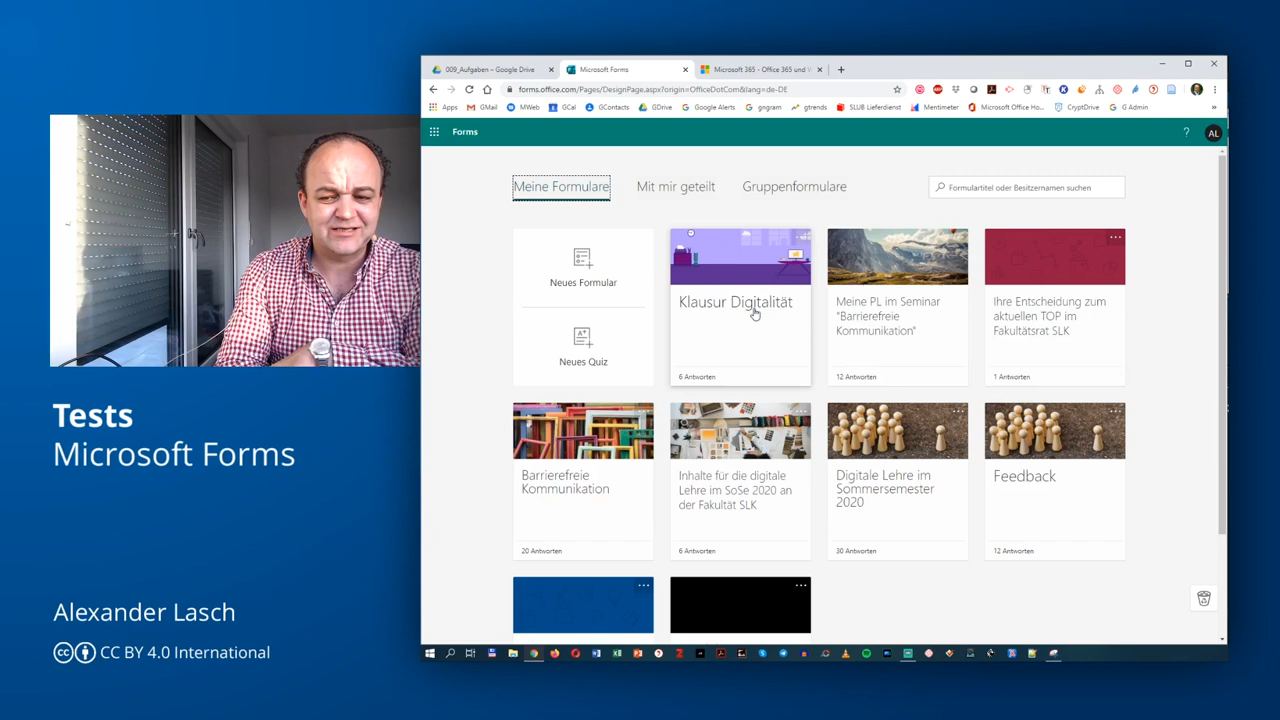 009_Aufgaben – Google Drive
Microsoft Forms
Microsoft 365 - Office 365 und
forms.office.com/Pages/DesignPage.aspx?origin=OfficeDotCom&lang=de-DE
Apps GMail MWeb GCal GContacts GDrive Google Alerts gngram gtrends SLUB Lieferdienst Mentimeter Microsoft Office Ho... CryptDrive G Admin
Forms
? AL
Meine Formulare Mit mir geteilt Gruppenformulare
Formulartitel oder Besitzernamen suchen
Neues Formular
Neues Quiz
Klausur Digitalität
6 Antworten
Meine PL im Seminar
"Barrierefreie
Kommunikation"
12 Antworten
Ihre Entscheidung zum
aktuellen TOP im
Fakultätsrat SLK
1 Antworten
Barrierefreie
Kommunikation
20 Antworten
Inhalte für die digitale
Lehre im SoSe 2020 an
der Fakultät SLK
6 Antworten
Digitale Lehre im
Sommersemester
2020
30 Antworten
Feedback
12 Antworten
Tests
Microsoft Forms
Alexander Lasch
CC BY 4.0 International